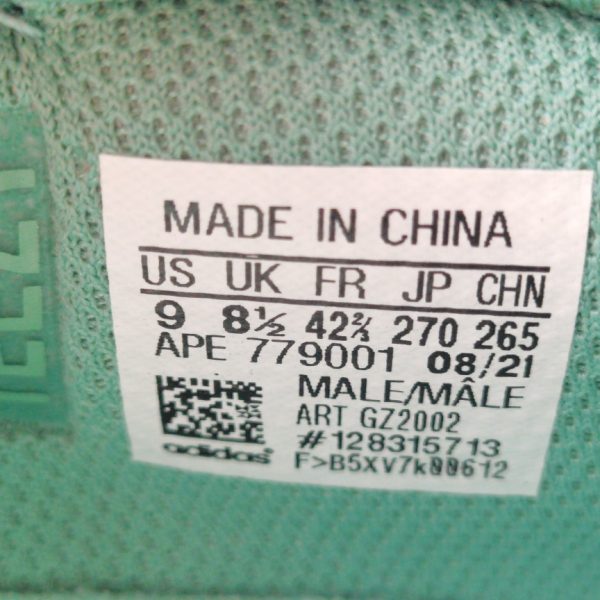 MADE IN CHINA
US UK FR JP CHN
9 8½ 42⅔ 270 265
APE 779001 08/21
MALE/MÂLE
ART GZ2002
#128315713
adidas
F>B5XV7k00612